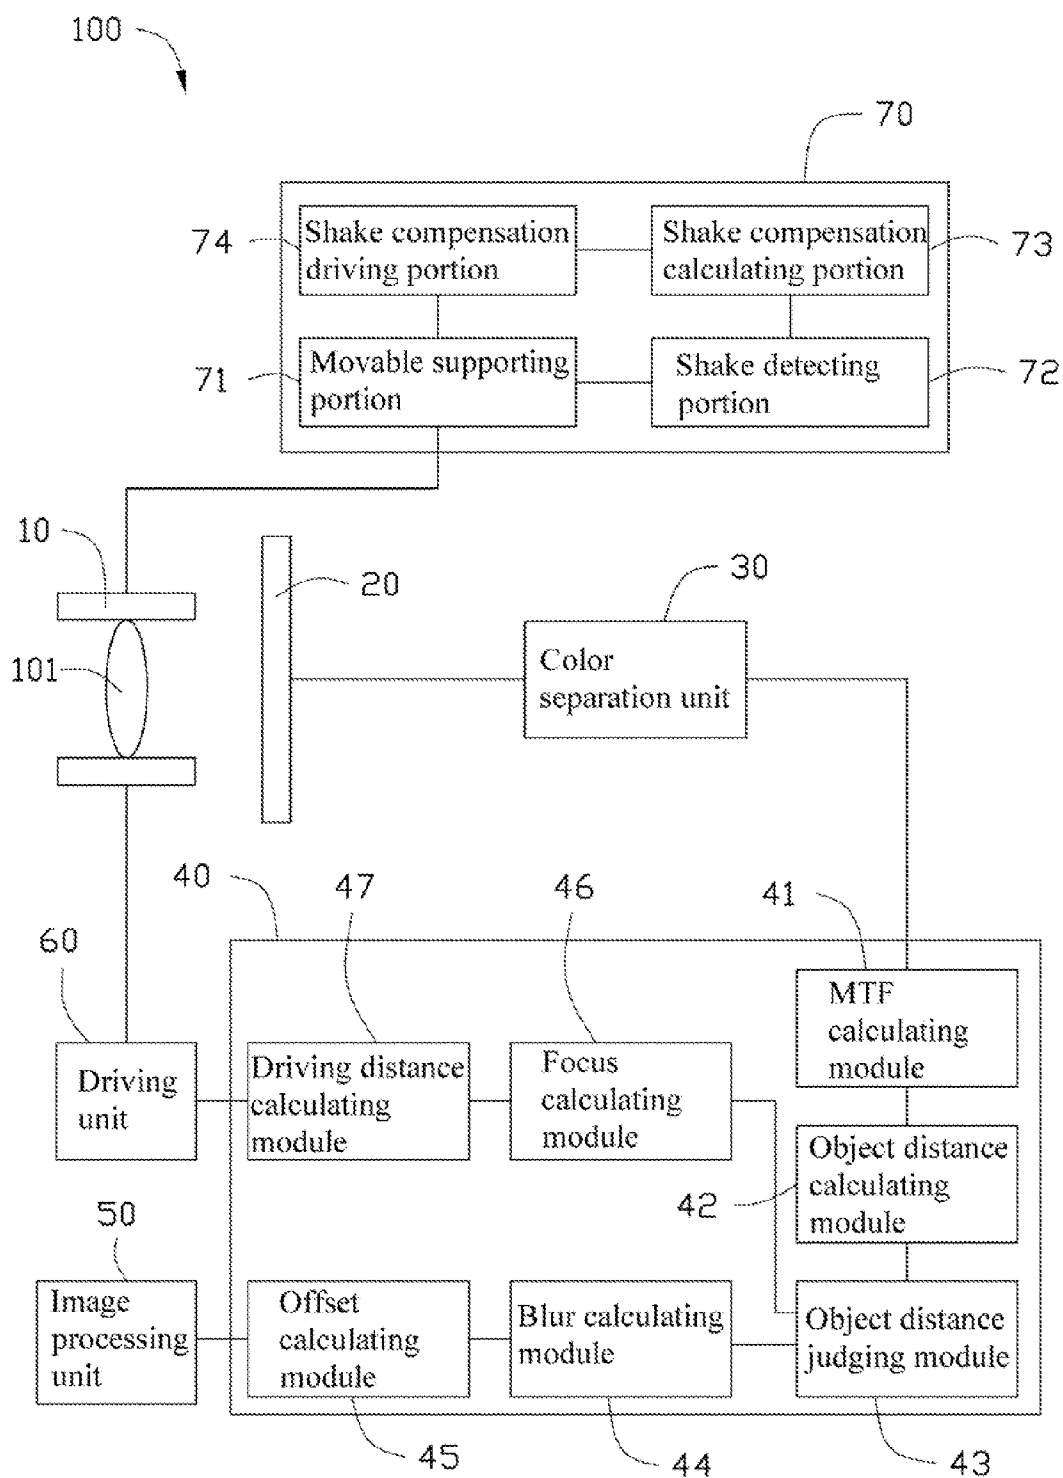 100
70
74
Shake compensation
driving portion
Shake compensation
calculating portion
73
71
Movable supporting
portion
Shake detecting
portion
72
10
20
30
101
Color
separation unit
40
47
46
41
60
MTF
calculating
module
Driving
unit
Driving distance
calculating
module
Focus
calculating
module
42
Object distance
calculating
module
50
Image
processing
unit
Offset
calculating
module
Blur calculating
module
Object distance
judging module
45
44
43